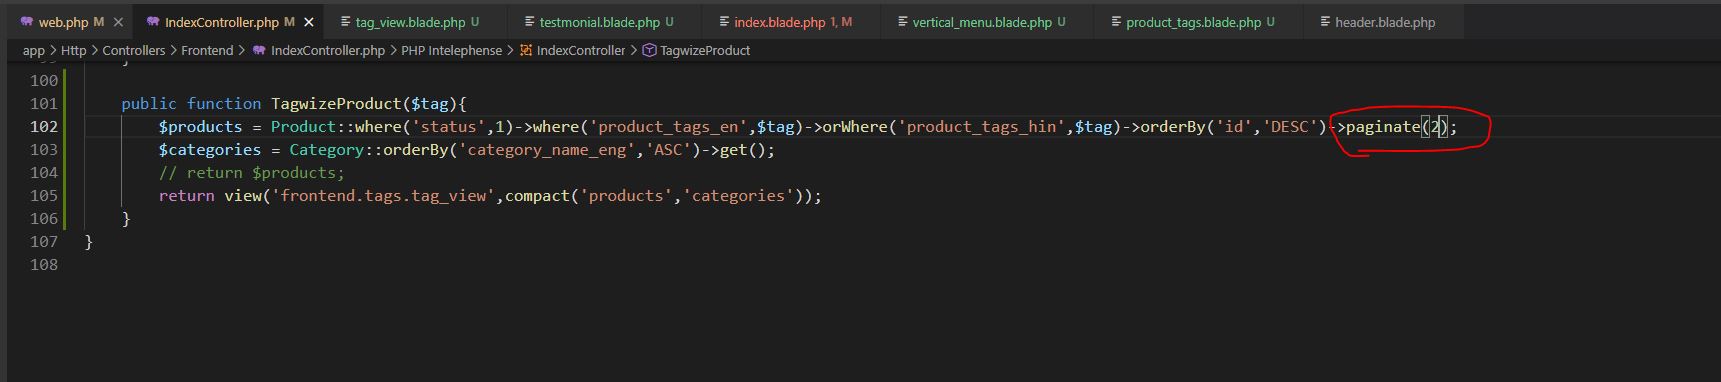 web.php M IndexController.php M tag_view.blade.php U testmonial.blade.php U index.blade.php 1, M vertical_menu.blade.php U product_tags.blade.php U header.blade.php
app > Http > Controllers > Frontend > IndexController.php > PHP Intelephense > IndexController > TagwizeProduct
100
101 public function TagwizeProduct($tag){
102 $products = Product::where('status',1)->where('product_tags_en',$tag)->orWhere('product_tags_hin',$tag)->orderBy('id','DESC')->paginate(2);
103 $categories = Category::orderBy('category_name_eng','ASC')->get();
104 // return $products;
105 return view('frontend.tags.tag_view',compact('products','categories'));
106 }
107 }
108